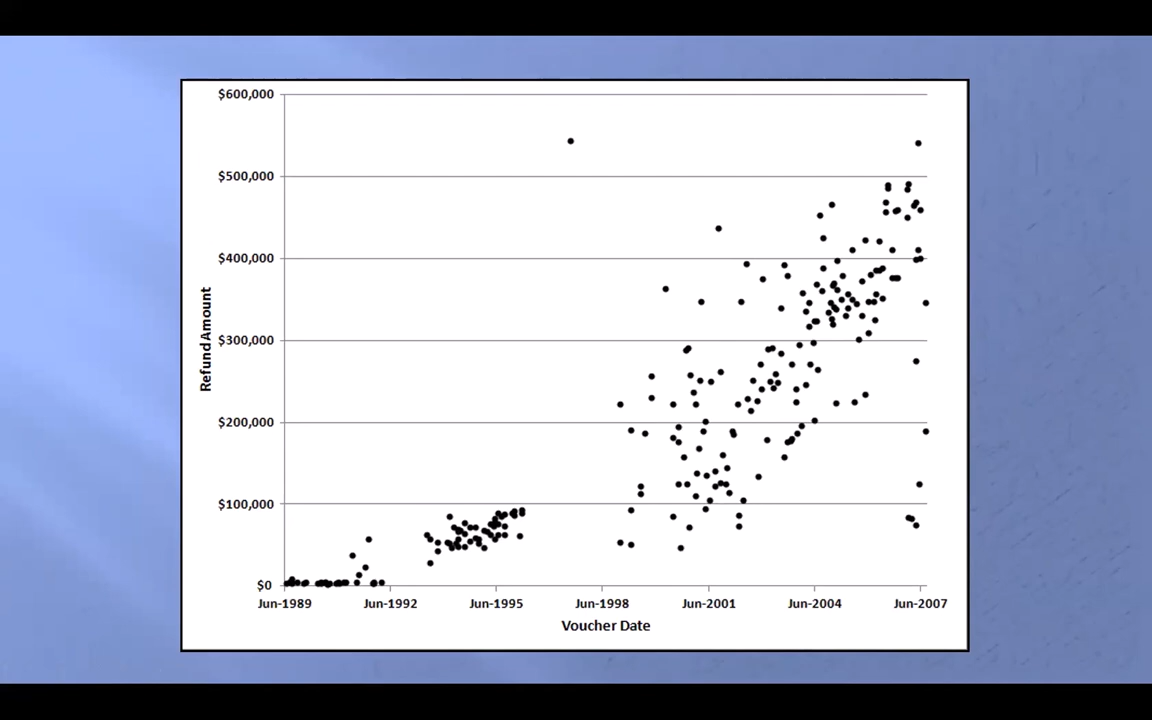 $600,000
$500,000
$400,000
$300,000
$200,000
$100,000
$0
Refund Amount
Jun-1989 Jun-1992 Jun-1995 Jun-1998 Jun-2001 Jun-2004 Jun-2007
Voucher Date